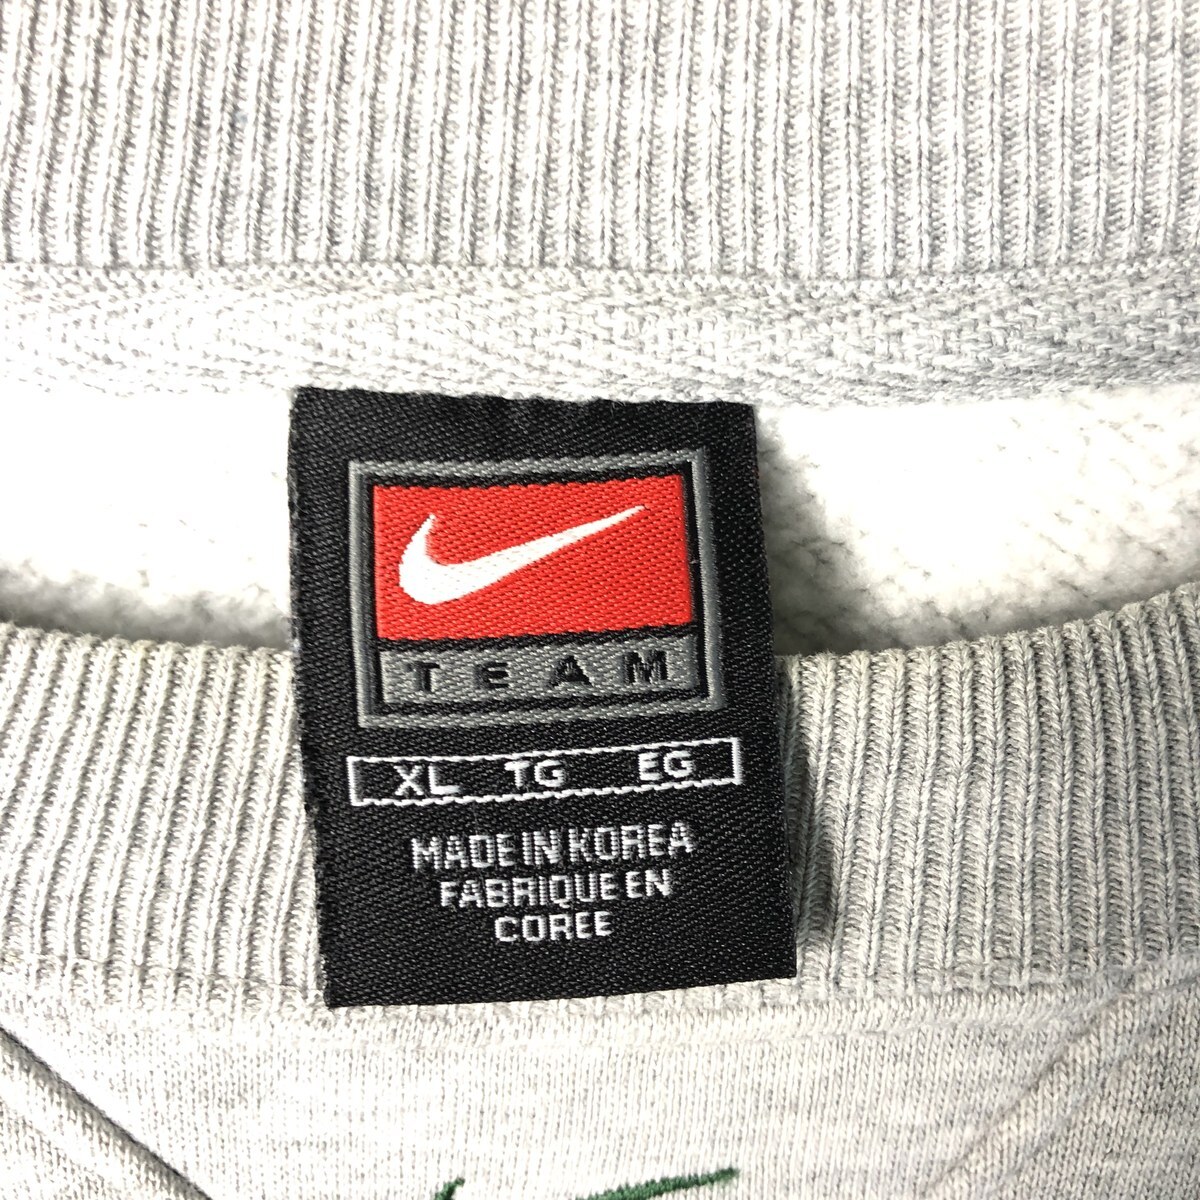 TEAM
XL TG EG
MADE IN KOREA
FABRIQUE EN
COREE